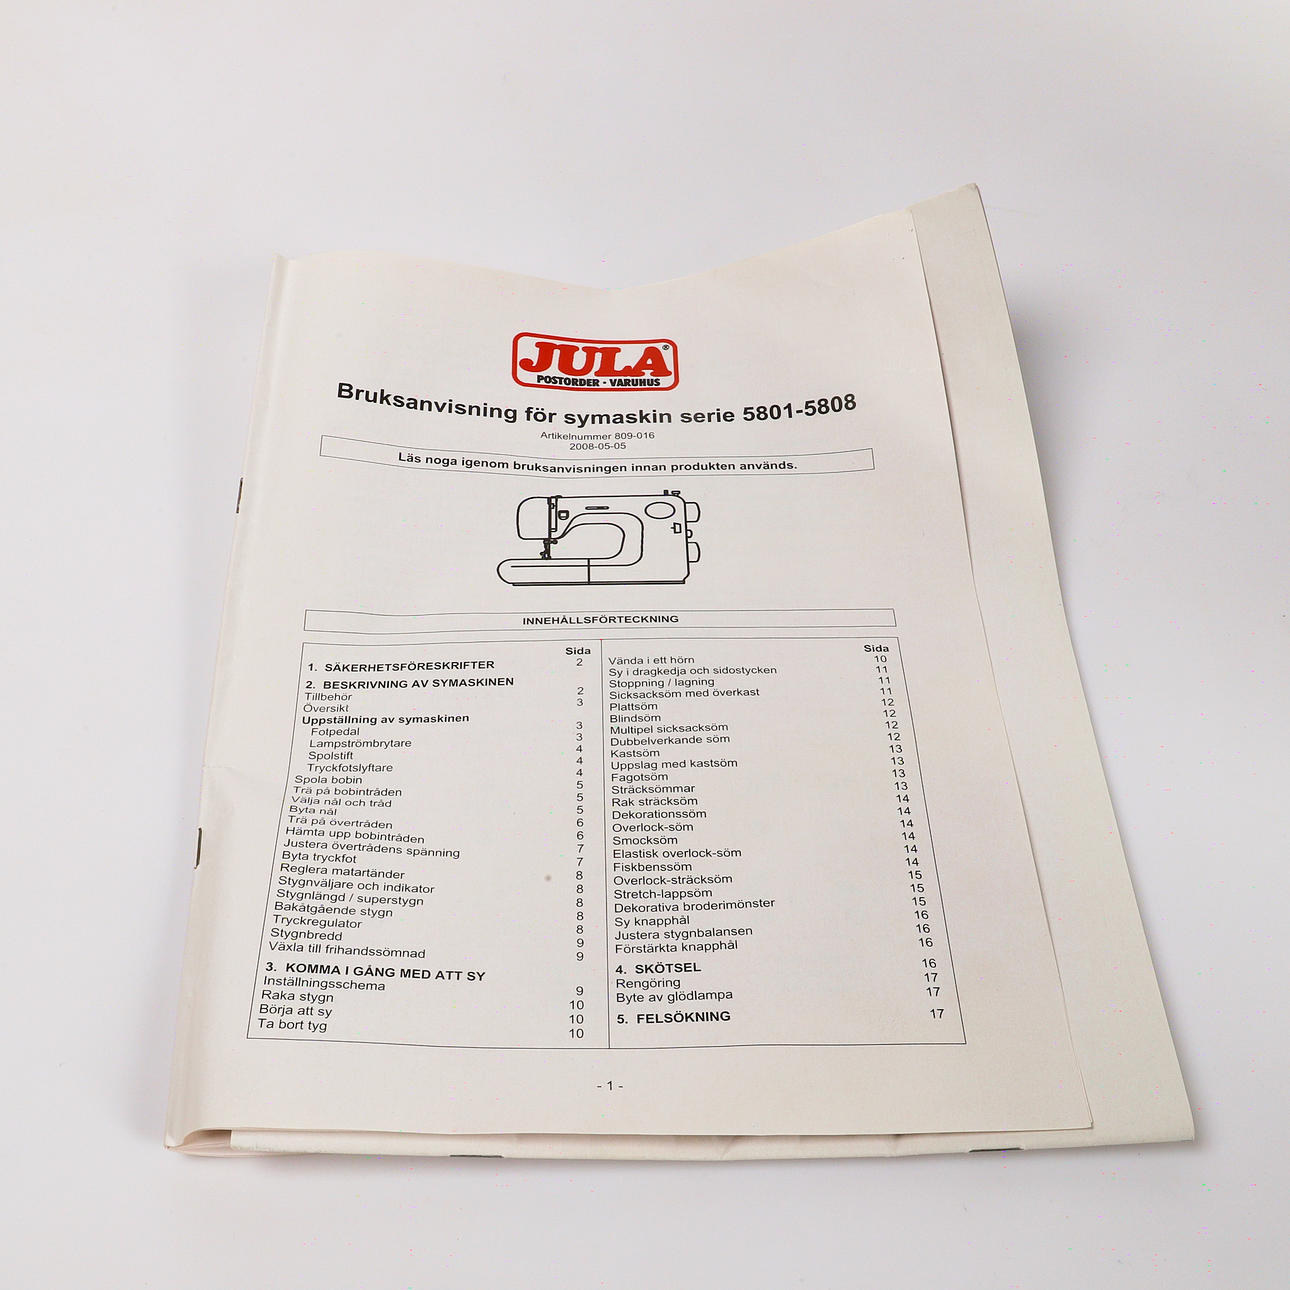 JULA®
POSTORDER · VARUHUS
Bruksanvisning för symaskin serie 5801-5808
Artikelnummer 809-016
2008-05-05
Läs noga igenom bruksanvisningen innan produkten används.
INNEHÅLLSFÖRTECKNING
Sida
1. SÄKERHETSFÖRESKRIFTER 2
2. BESKRIVNING AV SYMASKINEN
Tillbehör 2
Översikt 3
Uppställning av symaskinen
Fotpedal 3
Lampströmbrytare 3
Spolstift 4
Tryckfotslyftare 4
Spola bobin 4
Trä på bobintråden 5
Välja nål och tråd 5
Byta nål 5
Trä på övertråden 6
Hämta upp bobintråden 6
Justera övertrådens spänning 7
Byta tryckfot 7
Reglera matartänder 8
Stygnväljare och indikator 8
Stygnlängd / superstygn 8
Bakåtgående stygn 8
Tryckregulator 8
Stygnbredd 9
Växla till frihandssömnad 9
3. KOMMA I GÅNG MED ATT SY
Inställningsschema 9
Raka stygn 10
Börja att sy 10
Ta bort tyg 10
Sida
Vända i ett hörn 10
Sy i dragkedja och sidostycken 11
Stoppning / lagning 11
Sicksacksöm med överkast 11
Plattsöm 12
Blindsöm 12
Multipel sicksacksöm 12
Dubbelverkande söm 12
Kastsöm 13
Uppslag med kastsöm 13
Fagotsöm 13
Sträcksömmar 13
Rak sträcksöm 14
Dekorationssöm 14
Overlock-söm 14
Smocksöm 14
Elastisk overlock-söm 14
Fiskbenssöm 14
Overlock-sträcksöm 15
Stretch-lappsöm 15
Dekorativa broderimönster 15
Sy knapphål 16
Justera stygnbalansen 16
Förstärkta knapphål 16
4. SKÖTSEL 16
Rengöring 17
Byte av glödlampa 17
5. FELSÖKNING 17
- 1 -